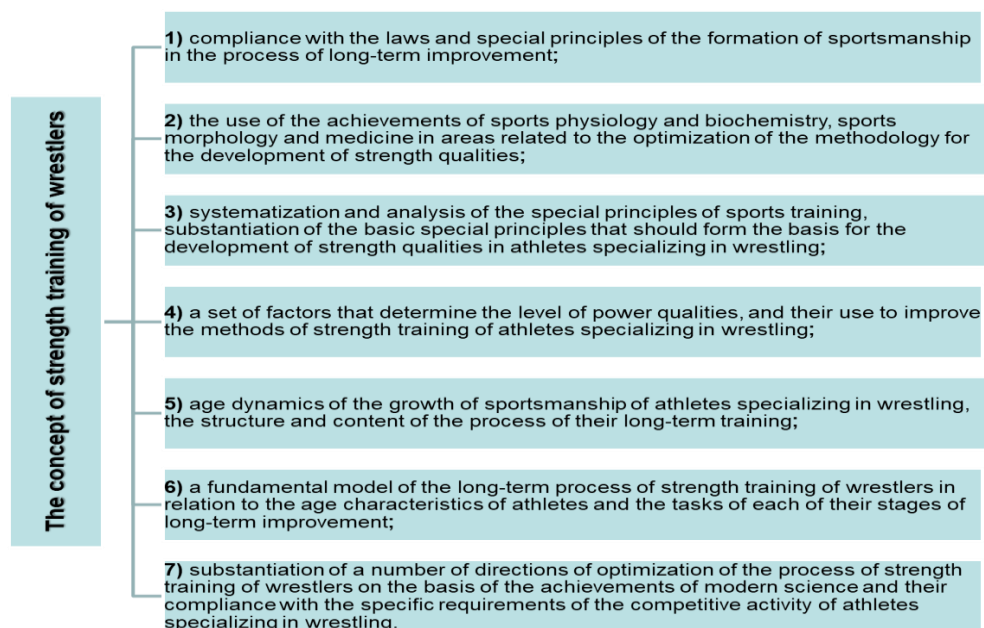 The concept of strength training of wrestlers
1) compliance with the laws and special principles of the formation of sportsmanship
in the process of long-term improvement;
2) the use of the achievements of sports physiology and biochemistry, sports
morphology and medicine in areas related to the optimization of the methodology for
the development of strength qualities;
3) systematization and analysis of the special principles of sports training,
substantiation of the basic special principles that should form the basis for the
development of strength qualities in athletes specializing in wrestling;
4) a set of factors that determine the level of power qualities, and their use to improve
the methods of strength training of athletes specializing in wrestling;
5) age dynamics of the growth of sportsmanship of athletes specializing in wrestling,
the structure and content of the process of their long-term training;
6) a fundamental model of the long-term process of strength training of wrestlers in
relation to the age characteristics of athletes and the tasks of each of their stages of
long-term improvement;
7) substantiation of a number of directions of optimization of the process of strength
training of wrestlers on the basis of the achievements of modern science and their
compliance with the specific requirements of the competitive activity of athletes
specializing in wrestling.